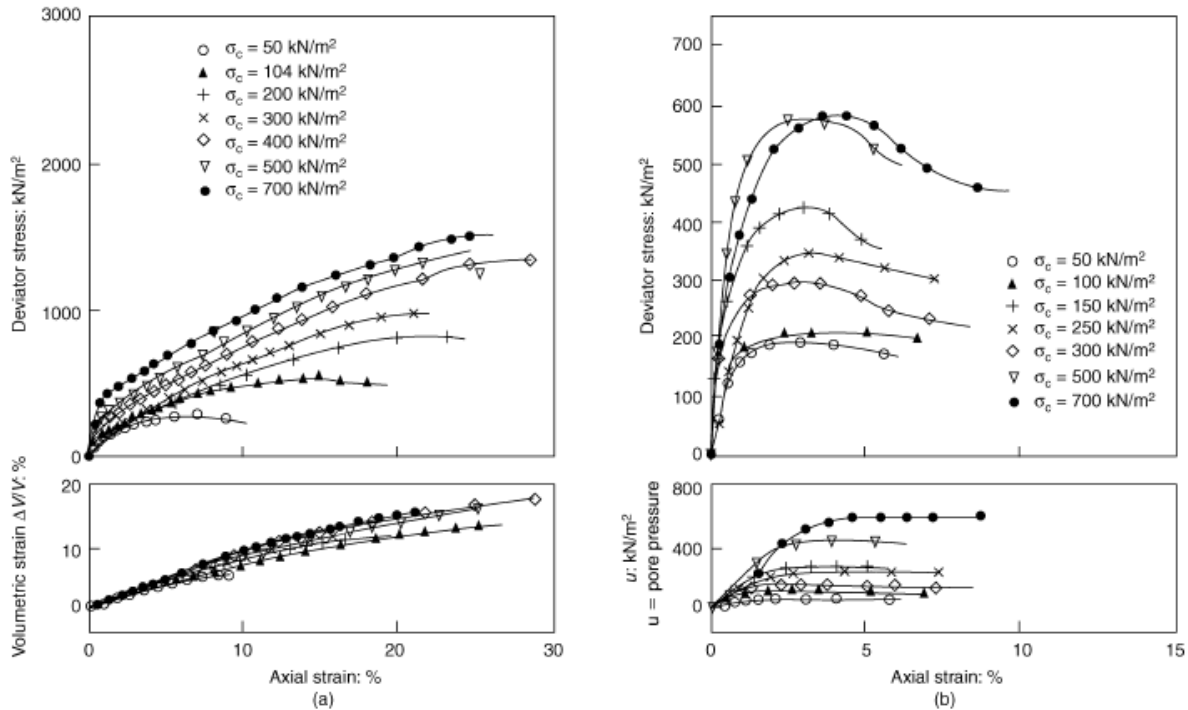 3000
2000
1000
0
Deviator stress: kN/m²
σc = 50 kN/m²
σc = 104 kN/m²
σc = 200 kN/m²
σc = 300 kN/m²
σc = 400 kN/m²
σc = 500 kN/m²
σc = 700 kN/m²
20
10
0
Volumetric strain ΔV/V: %
0
10
20
30
Axial strain: %
(a)
700
600
500
400
300
200
100
0
Deviator stress: kN/m²
σc = 50 kN/m²
σc = 100 kN/m²
σc = 150 kN/m²
σc = 250 kN/m²
σc = 300 kN/m²
σc = 500 kN/m²
σc = 700 kN/m²
800
400
0
u: kN/m²
u = pore pressure
0
5
10
15
Axial strain: %
(b)